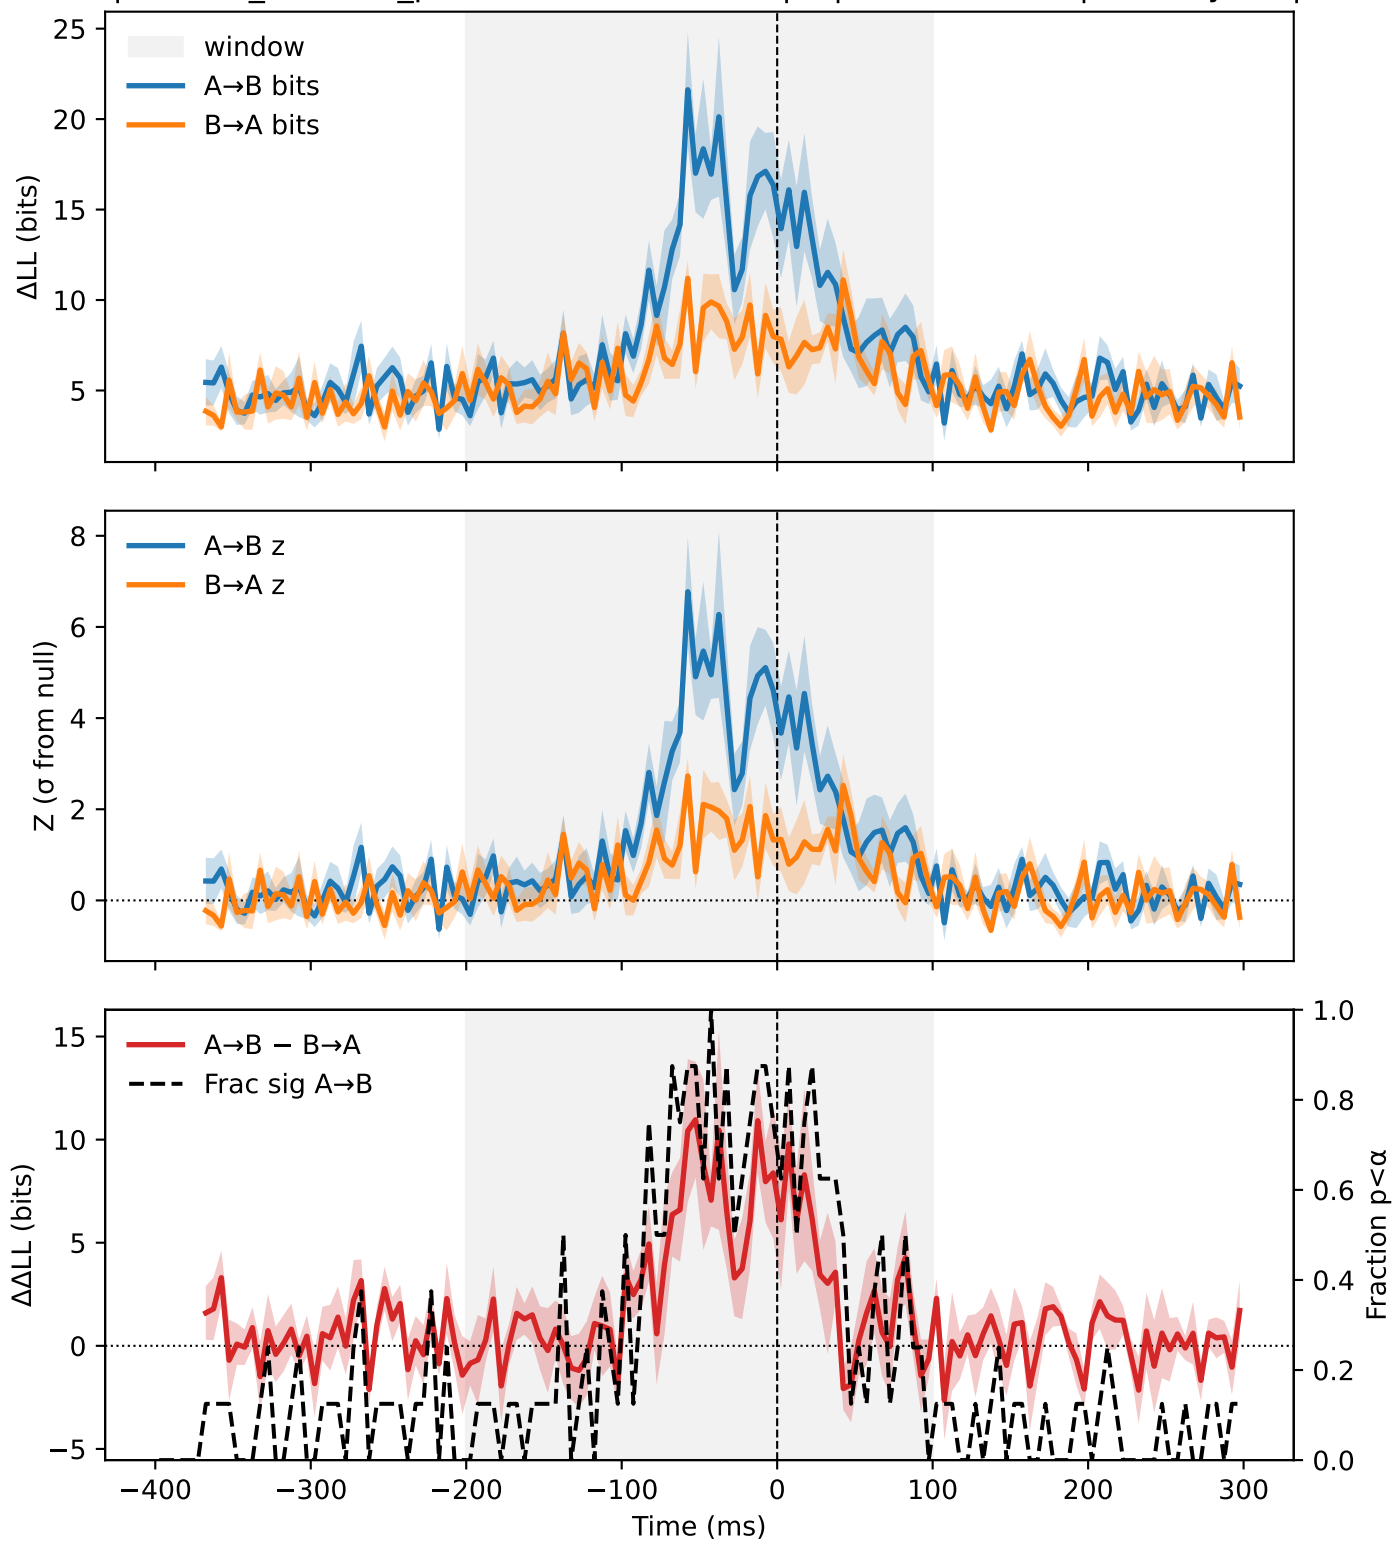 25
20
15
10
5
ΔLL (bits)
window
A→B bits
B→A bits
8
6
4
2
0
Z (σ from null)
A→B z
B→A z
15
10
5
0
−5
ΔΔLL (bits)
A→B − B→A
Frac sig A→B
1.0
0.8
0.6
0.4
0.2
0.0
Fraction p<α
−400 −300 −200 −100 0 100 200 300
Time (ms)